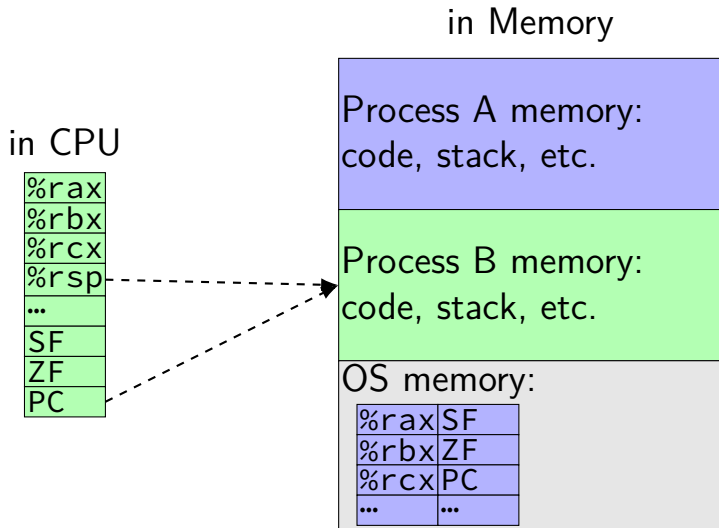 in Memory
Process A memory:
code, stack, etc.
in CPU
%rax
%rbx
%rcx
%rsp
…
SF
ZF
PC
Process B memory:
code, stack, etc.
OS memory:
%rax SF
%rbx ZF
%rcx PC
… …